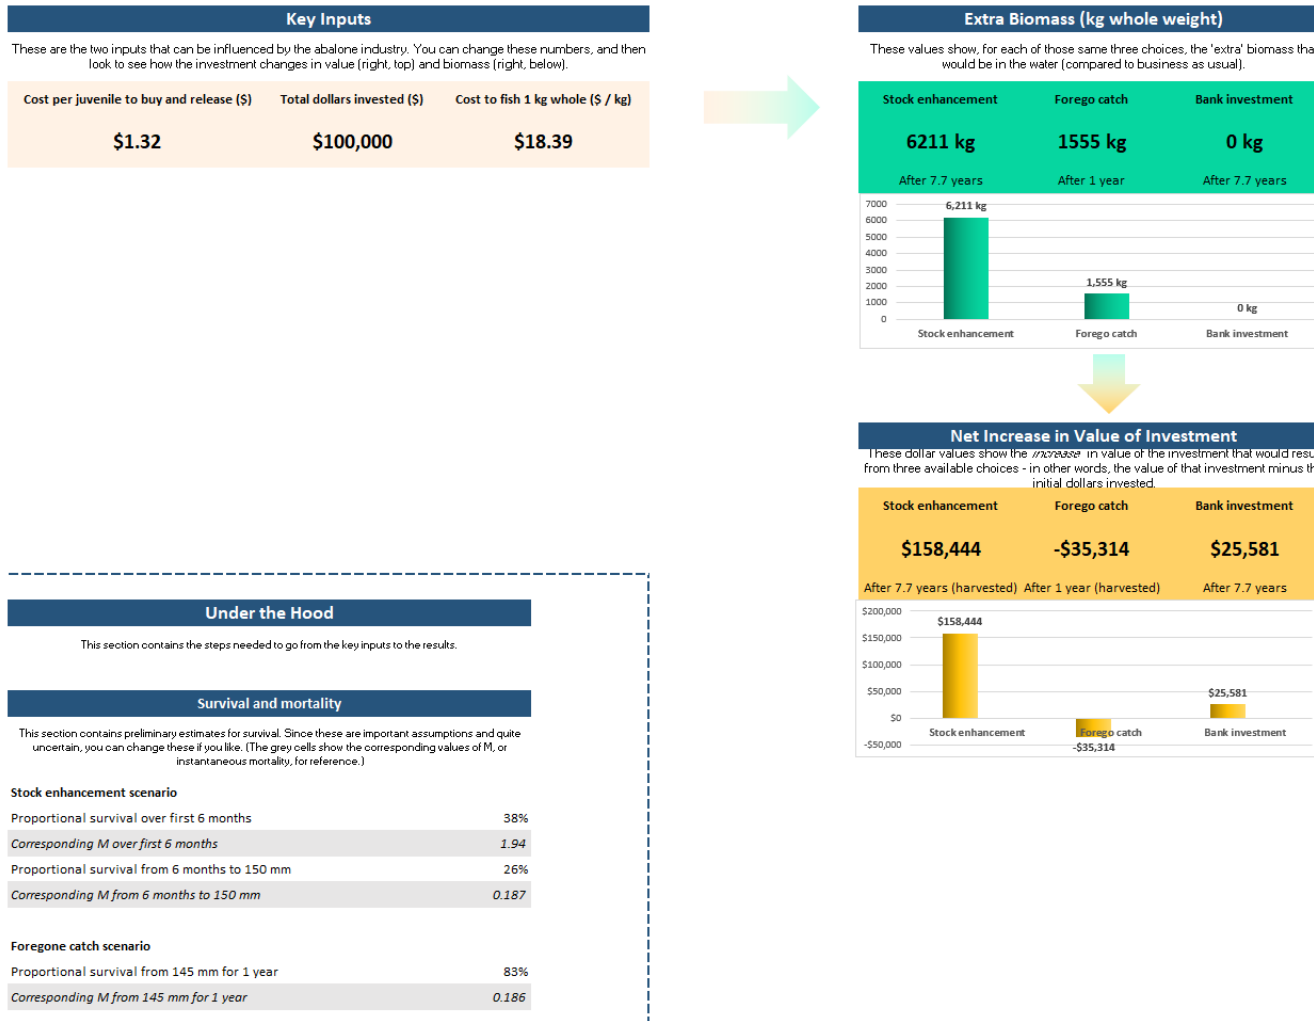 Key Inputs
These are the two inputs that can be influenced by the abalone industry. You can change these numbers, and then
look to see how the investment changes in value (right, top) and biomass (right, below).
Cost per juvenile to buy and release ($) Total dollars invested ($) Cost to fish 1 kg whole ($ / kg)
$1.32 $100,000 $18.39
Extra Biomass (kg whole weight)
These values show, for each of those same three choices, the 'extra' biomass tha
would be in the water (compared to business as usual).
Stock enhancement Forego catch Bank investment
6211 kg 1555 kg 0 kg
After 7.7 years After 1 year After 7.7 years
7000
6000
5000
4000
3000
2000
1000
0
6,211 kg
1,555 kg
0 kg
Stock enhancement Forego catch Bank investment
Net Increase in Value of Investment
These dollar values show the increase in value of the investment that would resu
from three available choices - in other words, the value of that investment minus th
initial dollars invested.
Stock enhancement Forego catch Bank investment
$158,444 -$35,314 $25,581
After 7.7 years (harvested) After 1 year (harvested) After 7.7 years
$200,000
$150,000
$100,000
$50,000
$0
-$50,000
$158,444
-$35,314
$25,581
Stock enhancement Forego catch Bank investment
Under the Hood
This section contains the steps needed to go from the key inputs to the results.
Survival and mortality
This section contains preliminary estimates for survival. Since these are important assumptions and quite
uncertain, you can change these if you like. (The grey cells show the corresponding values of M, or
instantaneous mortality, for reference.)
Stock enhancement scenario
Proportional survival over first 6 months 38%
Corresponding M over first 6 months 1.94
Proportional survival from 6 months to 150 mm 26%
Corresponding M from 6 months to 150 mm 0.187
Foregone catch scenario
Proportional survival from 145 mm for 1 year 83%
Corresponding M from 145 mm for 1 year 0.186